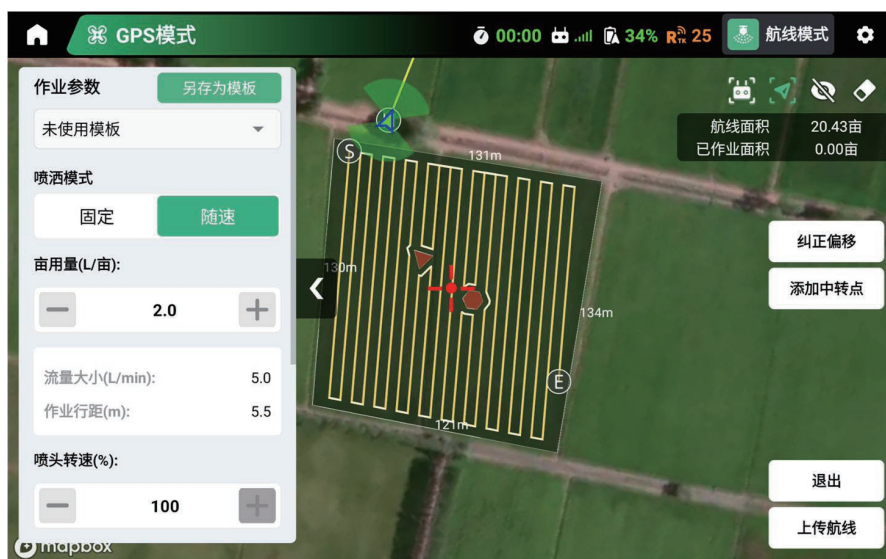 GPS模式
00:00
34%
RTK 25
航线模式
作业参数
另存为模板
未使用模板
喷洒模式
固定
随速
亩用量(L/亩):
2.0
流量大小(L/min):
5.0
作业行距(m):
5.5
喷头转速(%):
100
航线面积
20.43亩
已作业面积
0.00亩
纠正偏移
添加中转点
退出
上传航线
S
131m
130m
134m
E
121m
mapbox